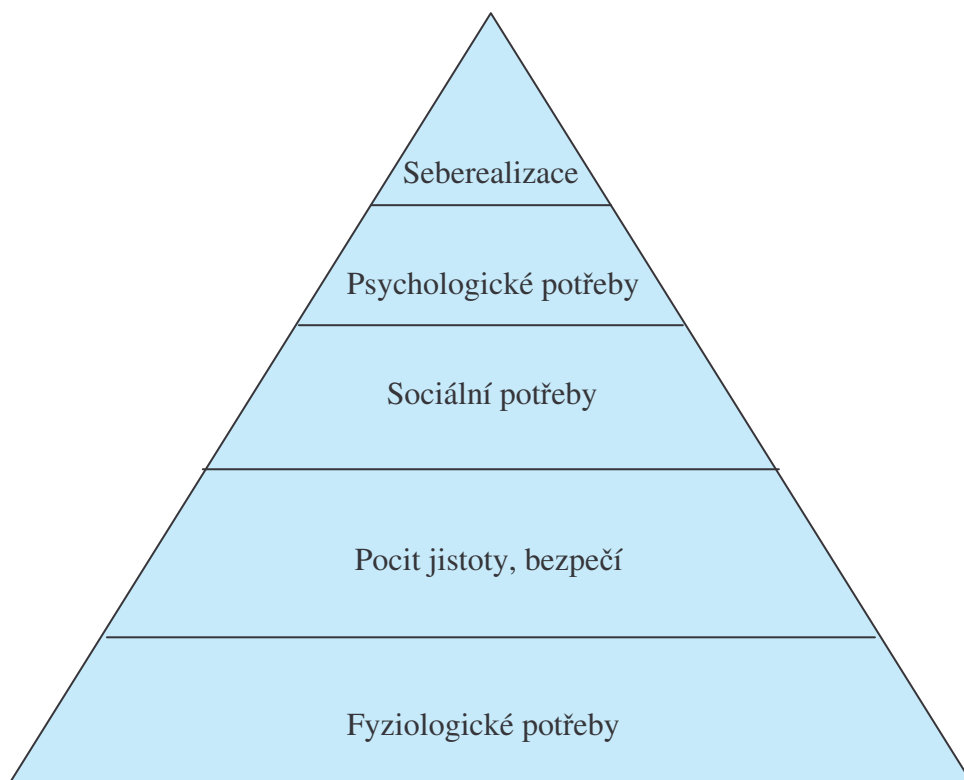 Seberealizace
Psychologické potřeby
Sociální potřeby
Pocit jistoty, bezpečí
Fyziologické potřeby